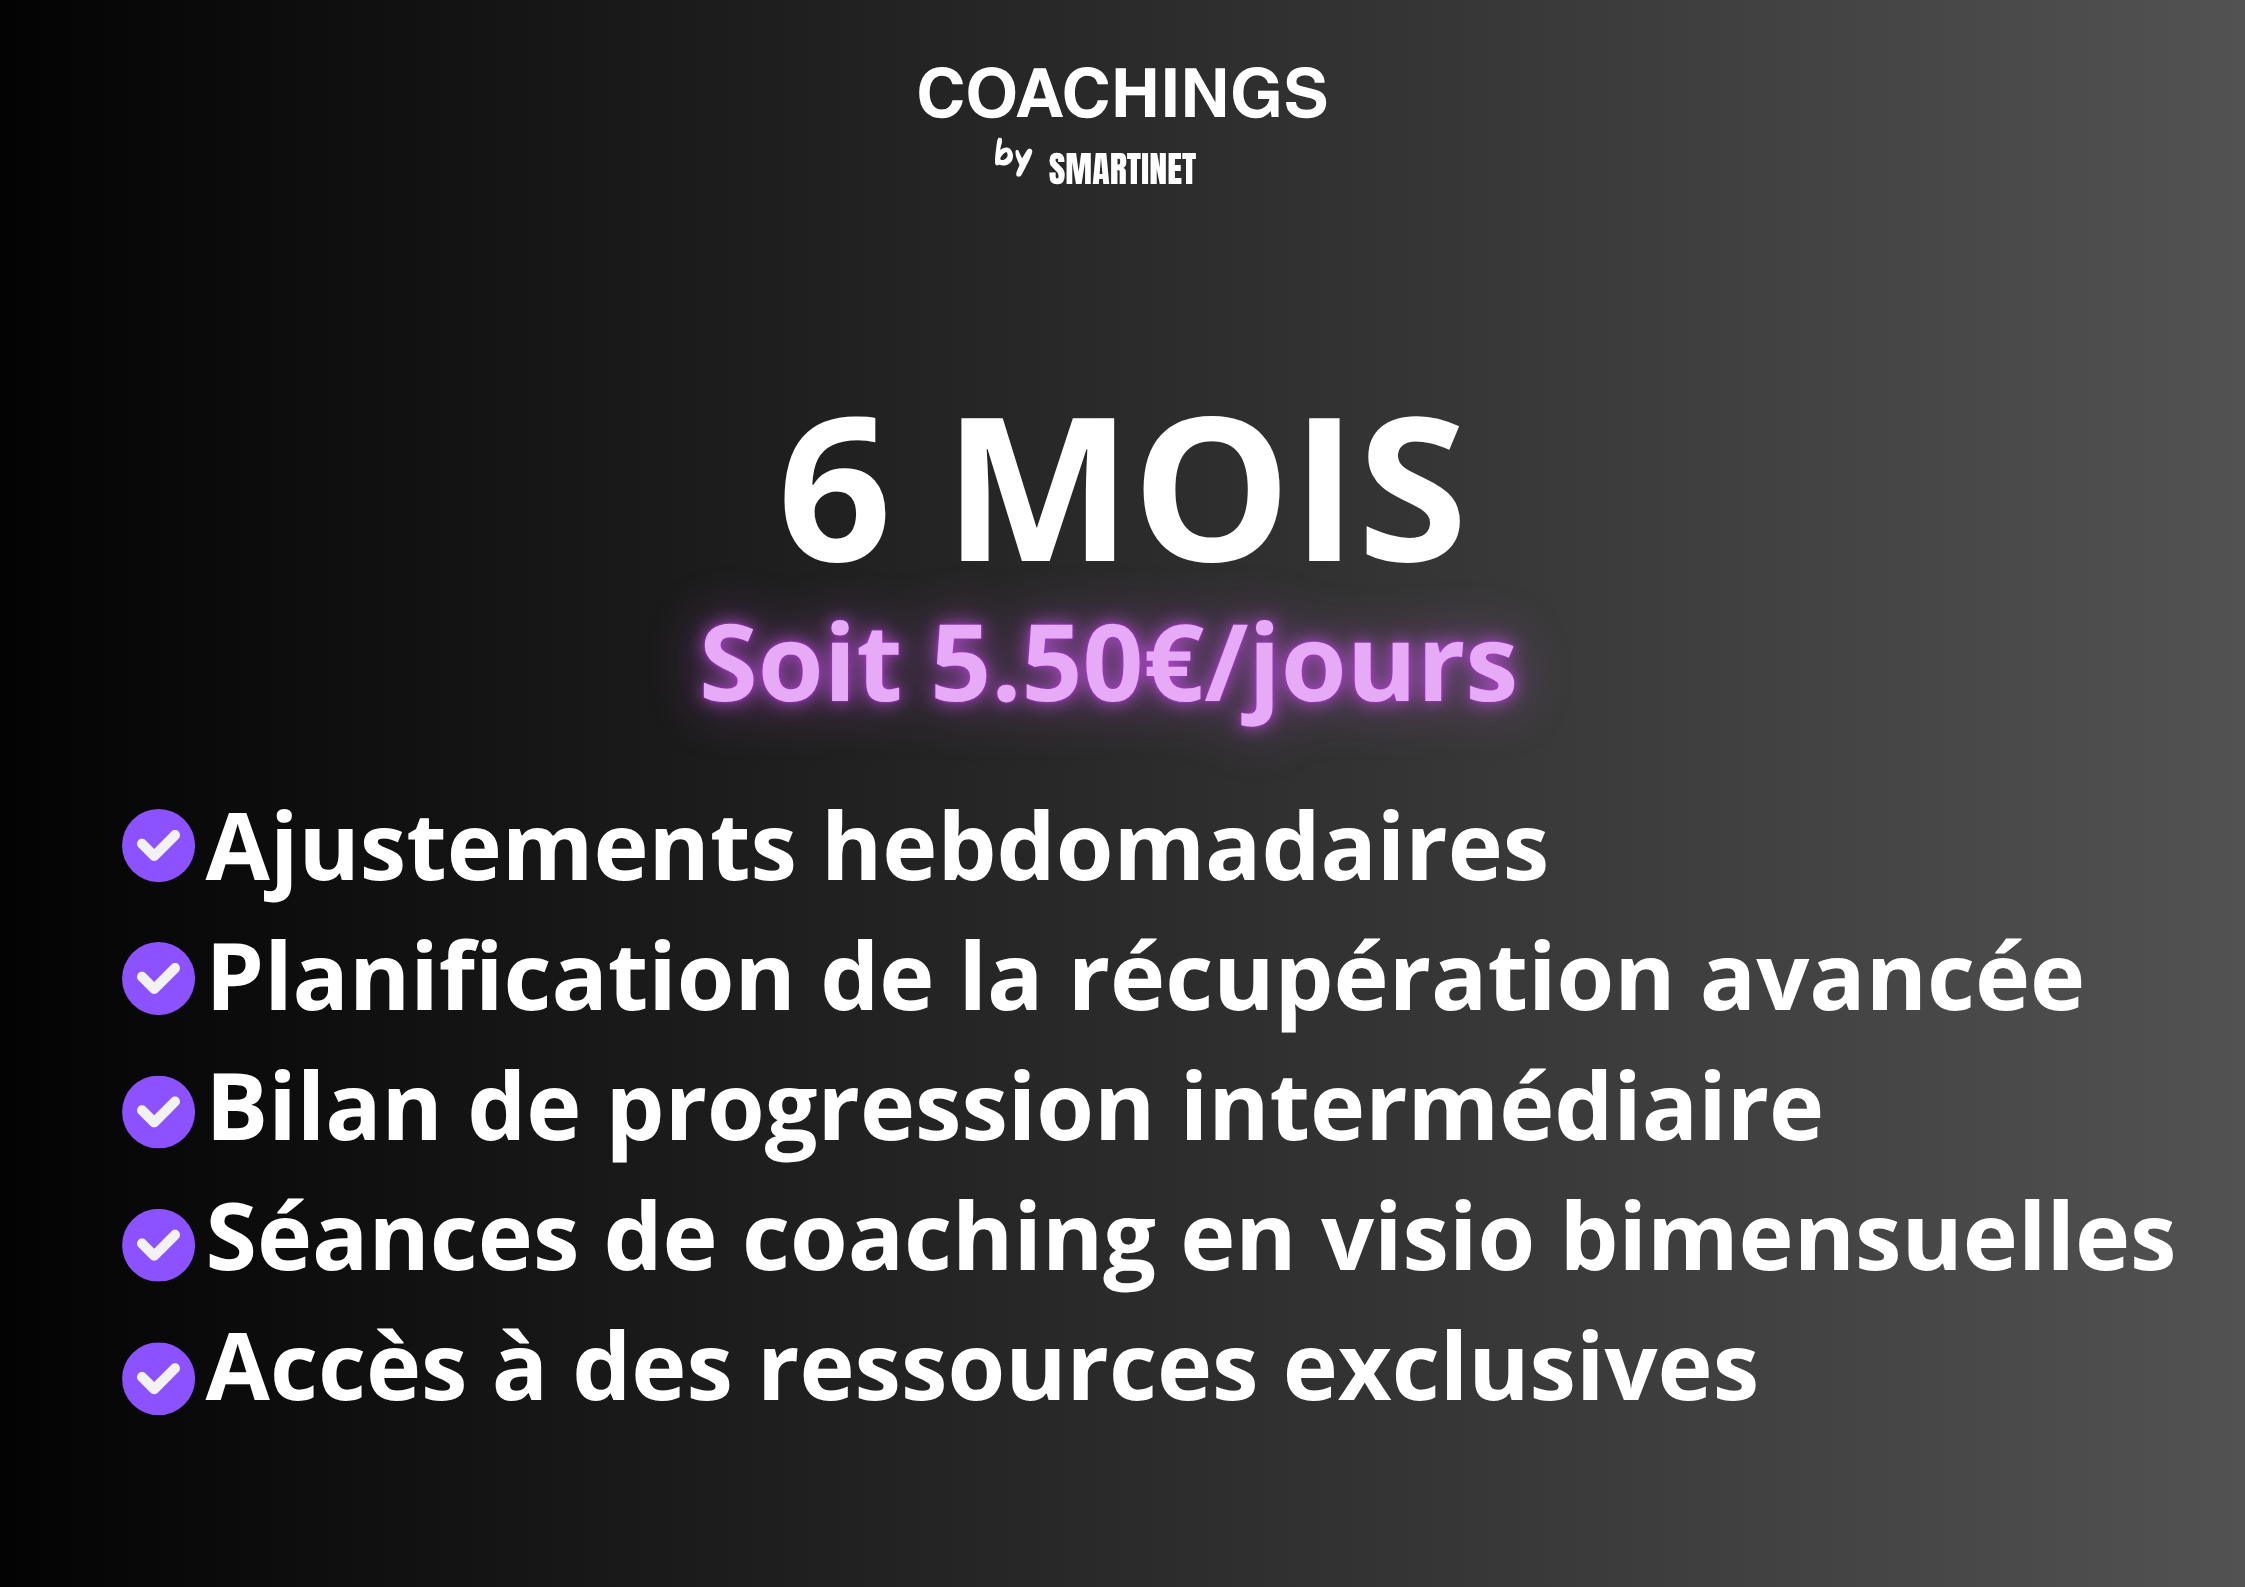 COACHINGS
by SMARTINET
6 MOIS
Soit 5.50€/jours
Ajustements hebdomadaires
Planification de la récupération avancée
Bilan de progression intermédiaire
Séances de coaching en visio bimensuelles
Accès à des ressources exclusives